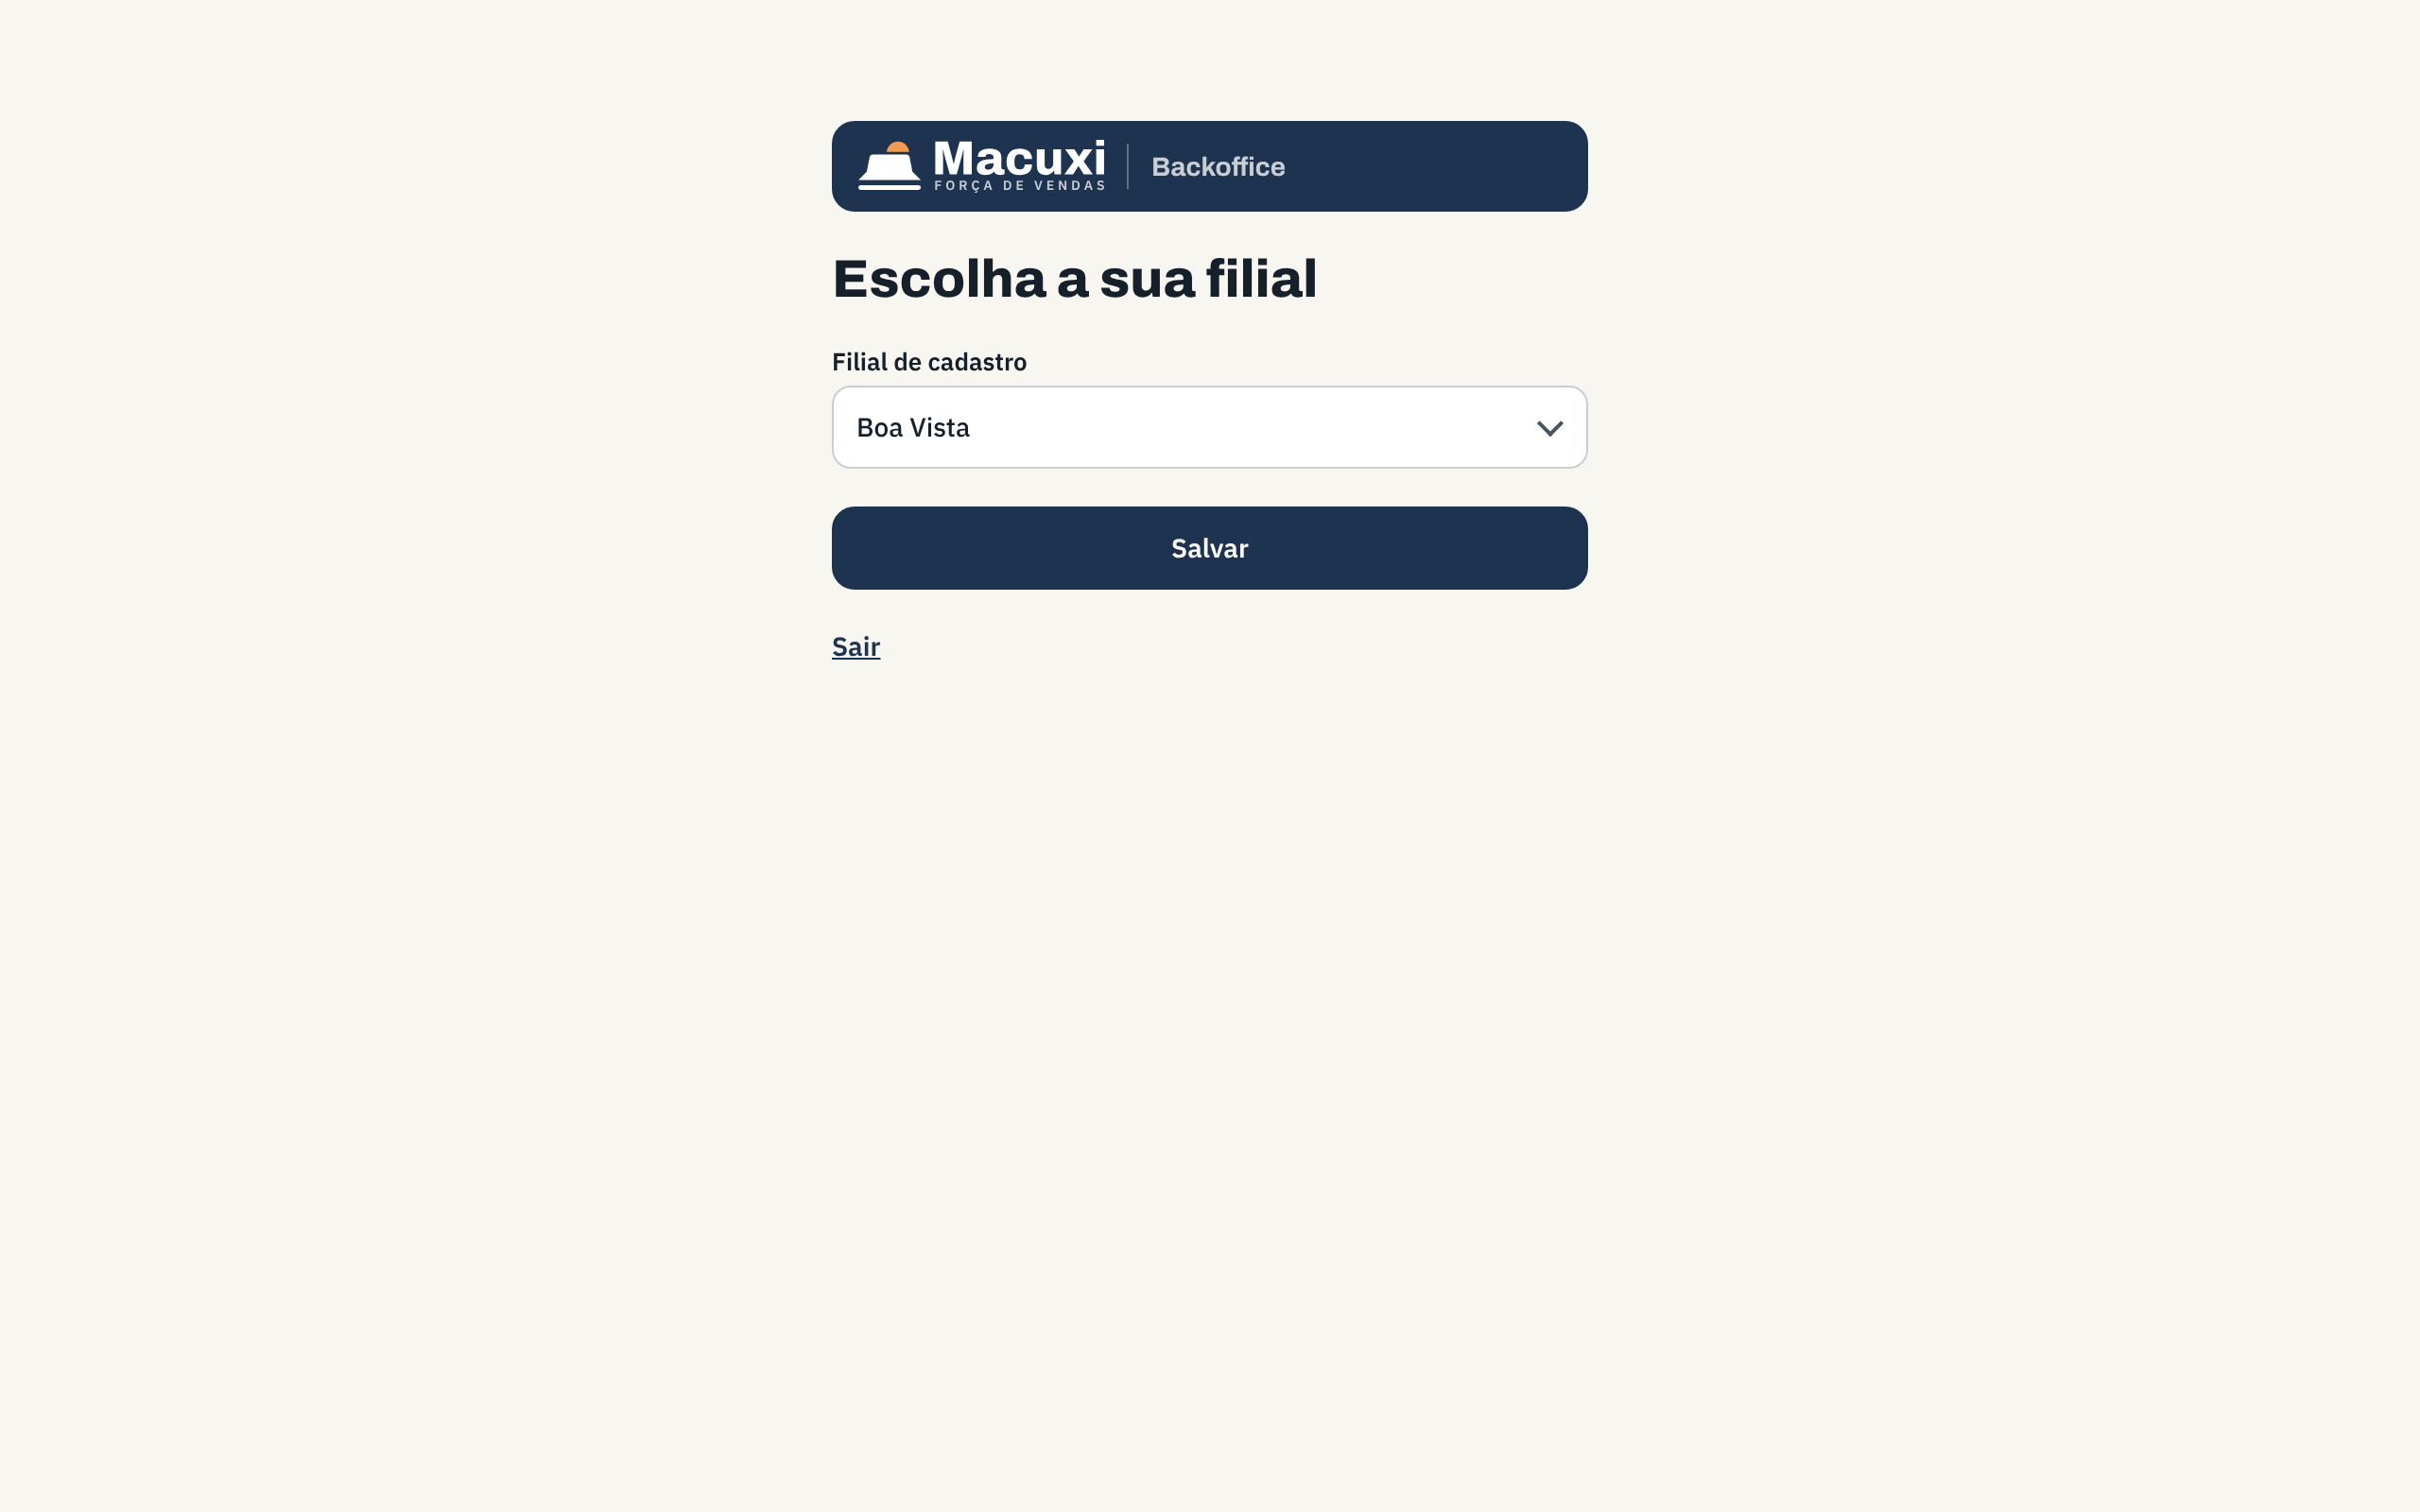 Macuxi
FORÇA DE VENDAS
Backoffice
Escolha a sua filial
Filial de cadastro
Boa Vista
Salvar
Sair